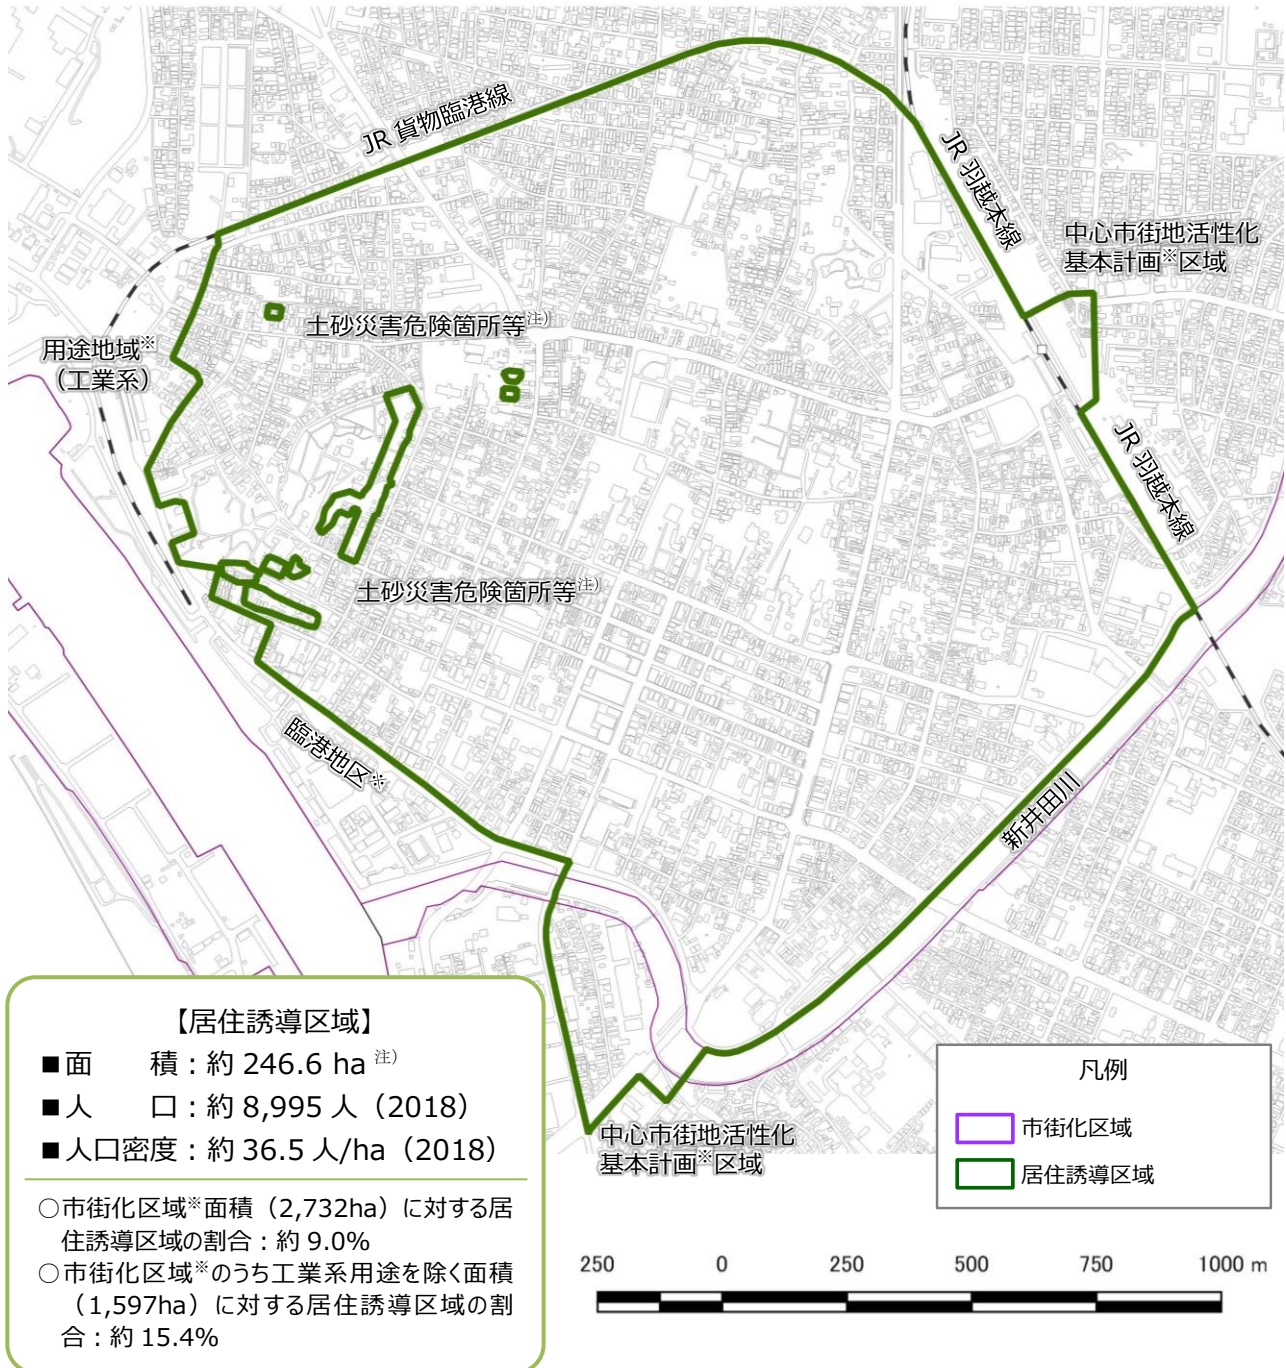 JR 貨物臨港線
JR 羽越本線
中心市街地活性化
基本計画※区域
土砂災害危険箇所等注)
用途地域※
（工業系）
JR 羽越本線
土砂災害危険箇所等注)
臨港地区※
新井田川
中心市街地活性化
基本計画※区域
【居住誘導区域】
■面　　積：約 246.6 ha 注)
■人　　口：約 8,995 人（2018）
■人口密度：約 36.5 人/ha（2018）
○市街化区域※面積（2,732ha）に対する居
住誘導区域の割合：約 9.0%
○市街化区域※のうち工業系用途を除く面積
（1,597ha）に対する居住誘導区域の割
合：約 15.4%
凡例
市街化区域
居住誘導区域
250 0 250 500 750 1000 m